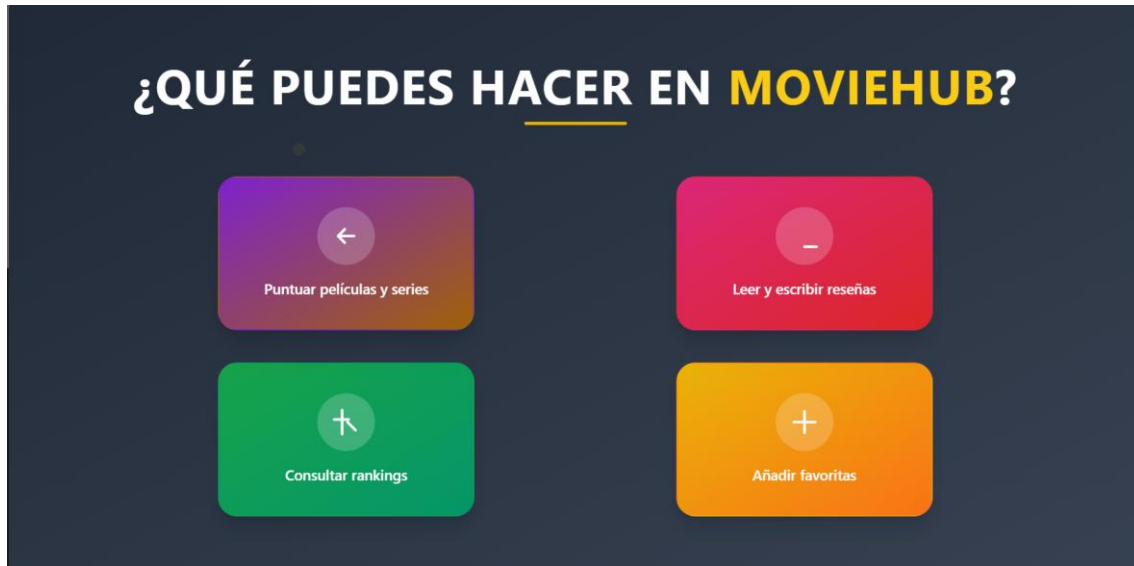 ¿QUÉ PUEDES HACER EN MOVIEHUB?
Puntuar películas y series
Leer y escribir reseñas
Consultar rankings
Añadir favoritas